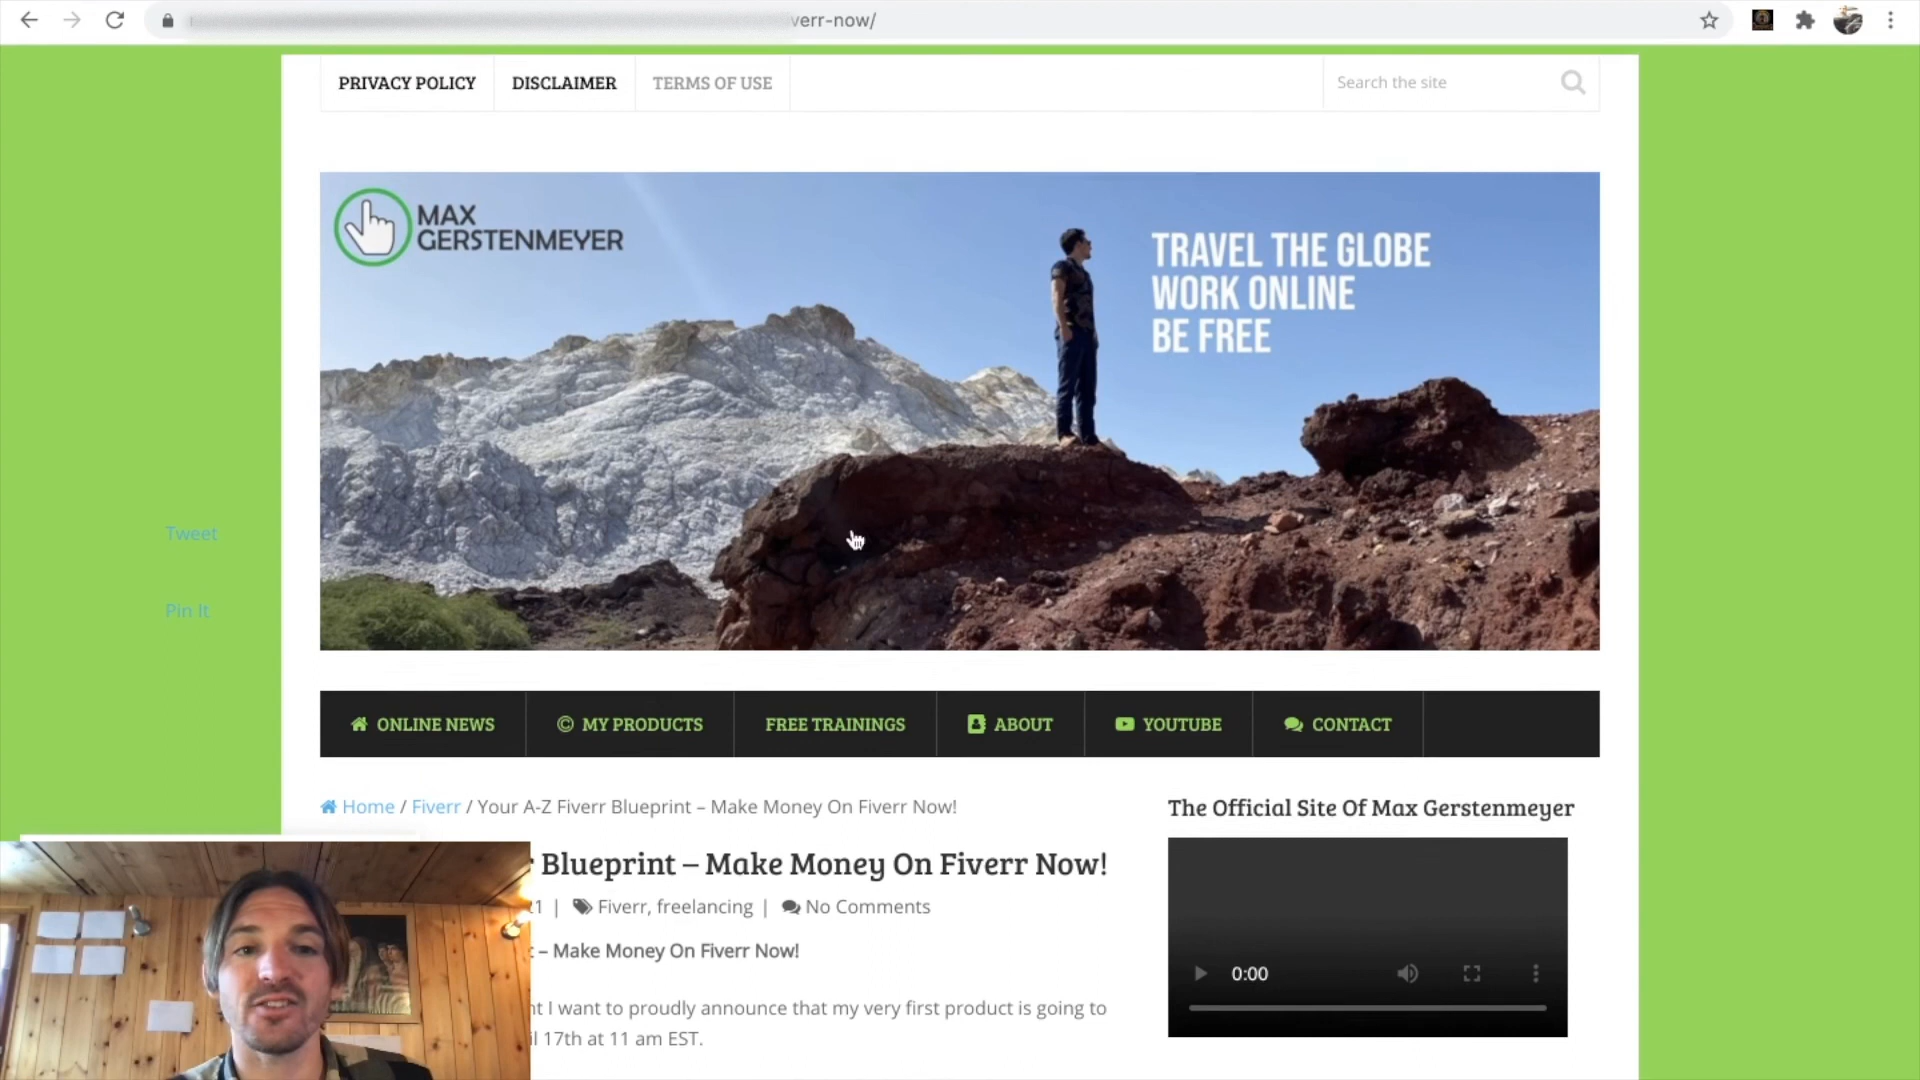 verr-now/
PRIVACY POLICY
DISCLAIMER
TERMS OF USE
Search the site
MAX
GERSTENMEYER
TRAVEL THE GLOBE
WORK ONLINE
BE FREE
Tweet
Pin It
ONLINE NEWS
MY PRODUCTS
FREE TRAININGS
ABOUT
YOUTUBE
CONTACT
Home / Fiverr / Your A-Z Fiverr Blueprint – Make Money On Fiverr Now!
Blueprint – Make Money On Fiverr Now!
| Fiverr, freelancing | No Comments
– Make Money On Fiverr Now!
I want to proudly announce that my very first product is going to
17th at 11 am EST.
The Official Site Of Max Gerstenmeyer
0:00